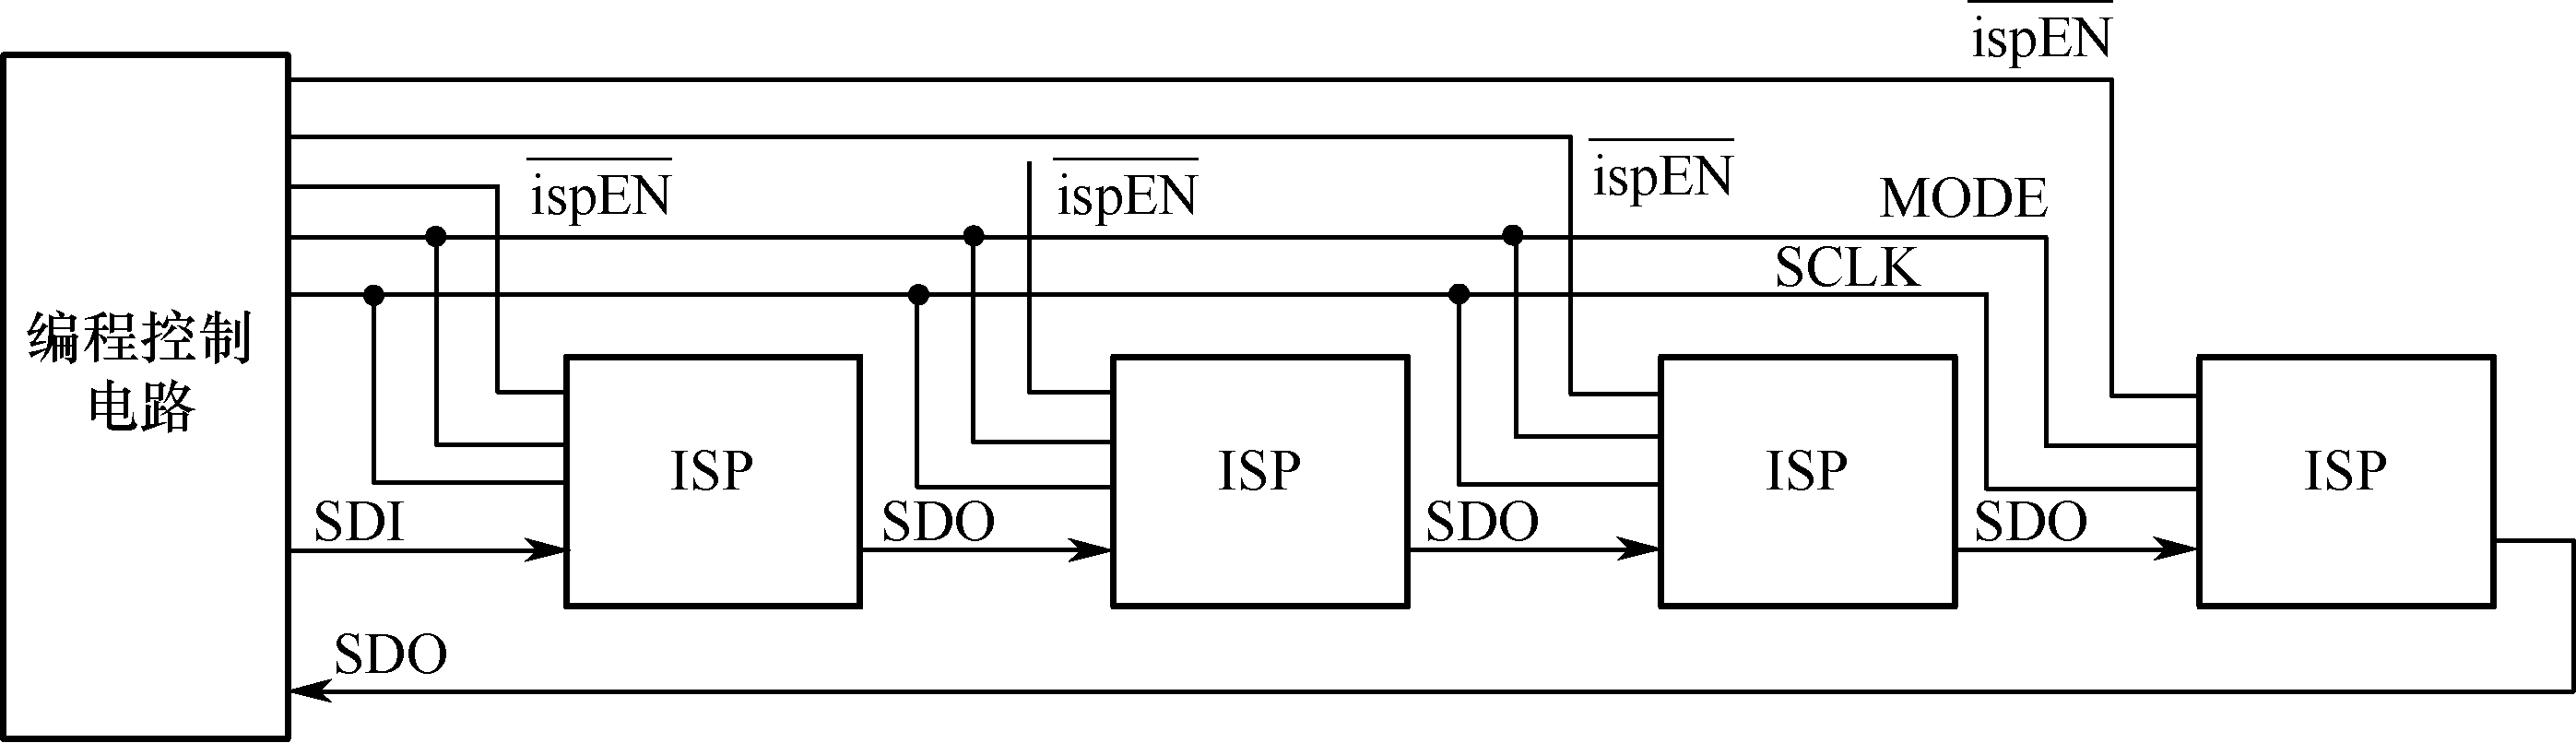 ispEN
ispEN
ispEN
ispEN
MODE
SCLK
编程控制
电路
ISP
ISP
ISP
ISP
SDI
SDO
SDO
SDO
SDO